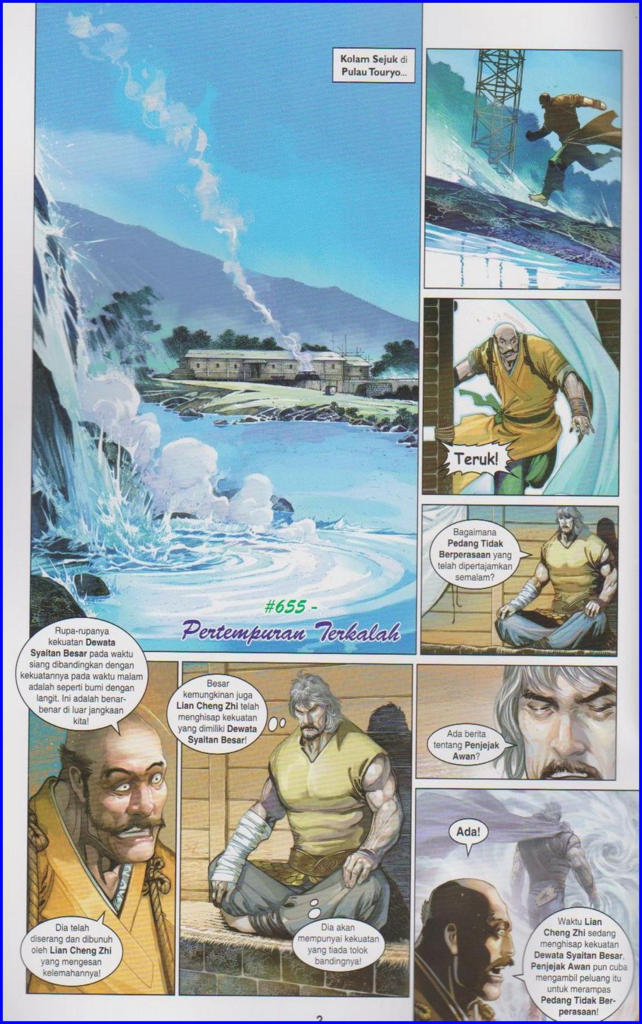 Kolam Sejuk di
Pulau Touryo...
#655 -
Pertempuran Terkalah
Teruk!
Bagaimana
Pedang Tidak
Berperasaan yang
telah dipertajamkan
semalam?
Rupa-rupanya
kekuatan Dewata
Syaitan Besar pada waktu
siang dibandingkan dengan
kekuatannya pada waktu malam
adalah seperti bumi dengan
langit. Ini adalah benar-
benar di luar jangkaan
kita!
Dia telah
diserang dan dibunuh
oleh Lian Cheng Zhi
yang mengesan
kelemahannya!
Besar
kemungkinan juga
Lian Cheng Zhi telah
menghisap kekuatan
yang dimiliki Dewata
Syaitan Besar!
Dia akan
mempunyai kekuatan
yang tiada tolok
bandingnya!
Ada berita
tentang Penjejak
Awan?
Ada!
Waktu Lian
Cheng Zhi sedang
menghisap kekuatan
Dewata Syaitan Besar,
Penjejak Awan pun cuba
mengambil peluang itu
untuk merampas
Pedang Tidak Ber-
perasaan!